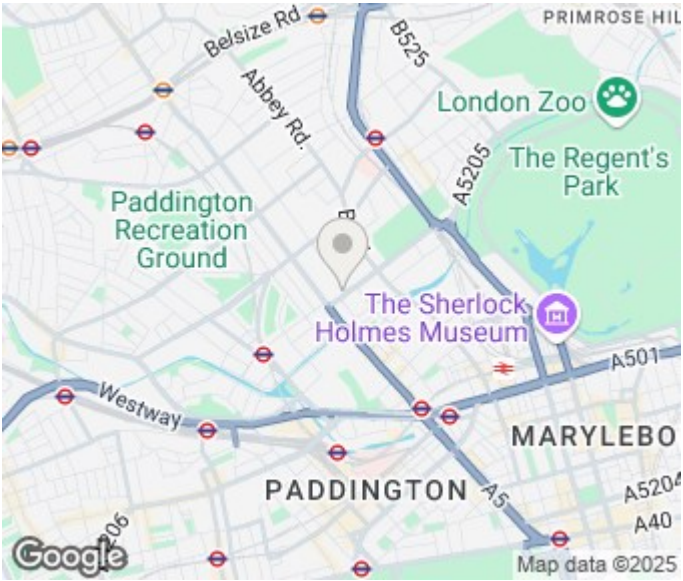 PRIMROSE HIL
Belsize Rd
B525
Abbey Rd.
London Zoo
A5205
The Regent's
Park
Paddington
Recreation
Ground
The Sherlock
Holmes Museum
A501
Westway
MARYLEBO
PADDINGTON
A5
A5204
A40
Google
Map data ©2025